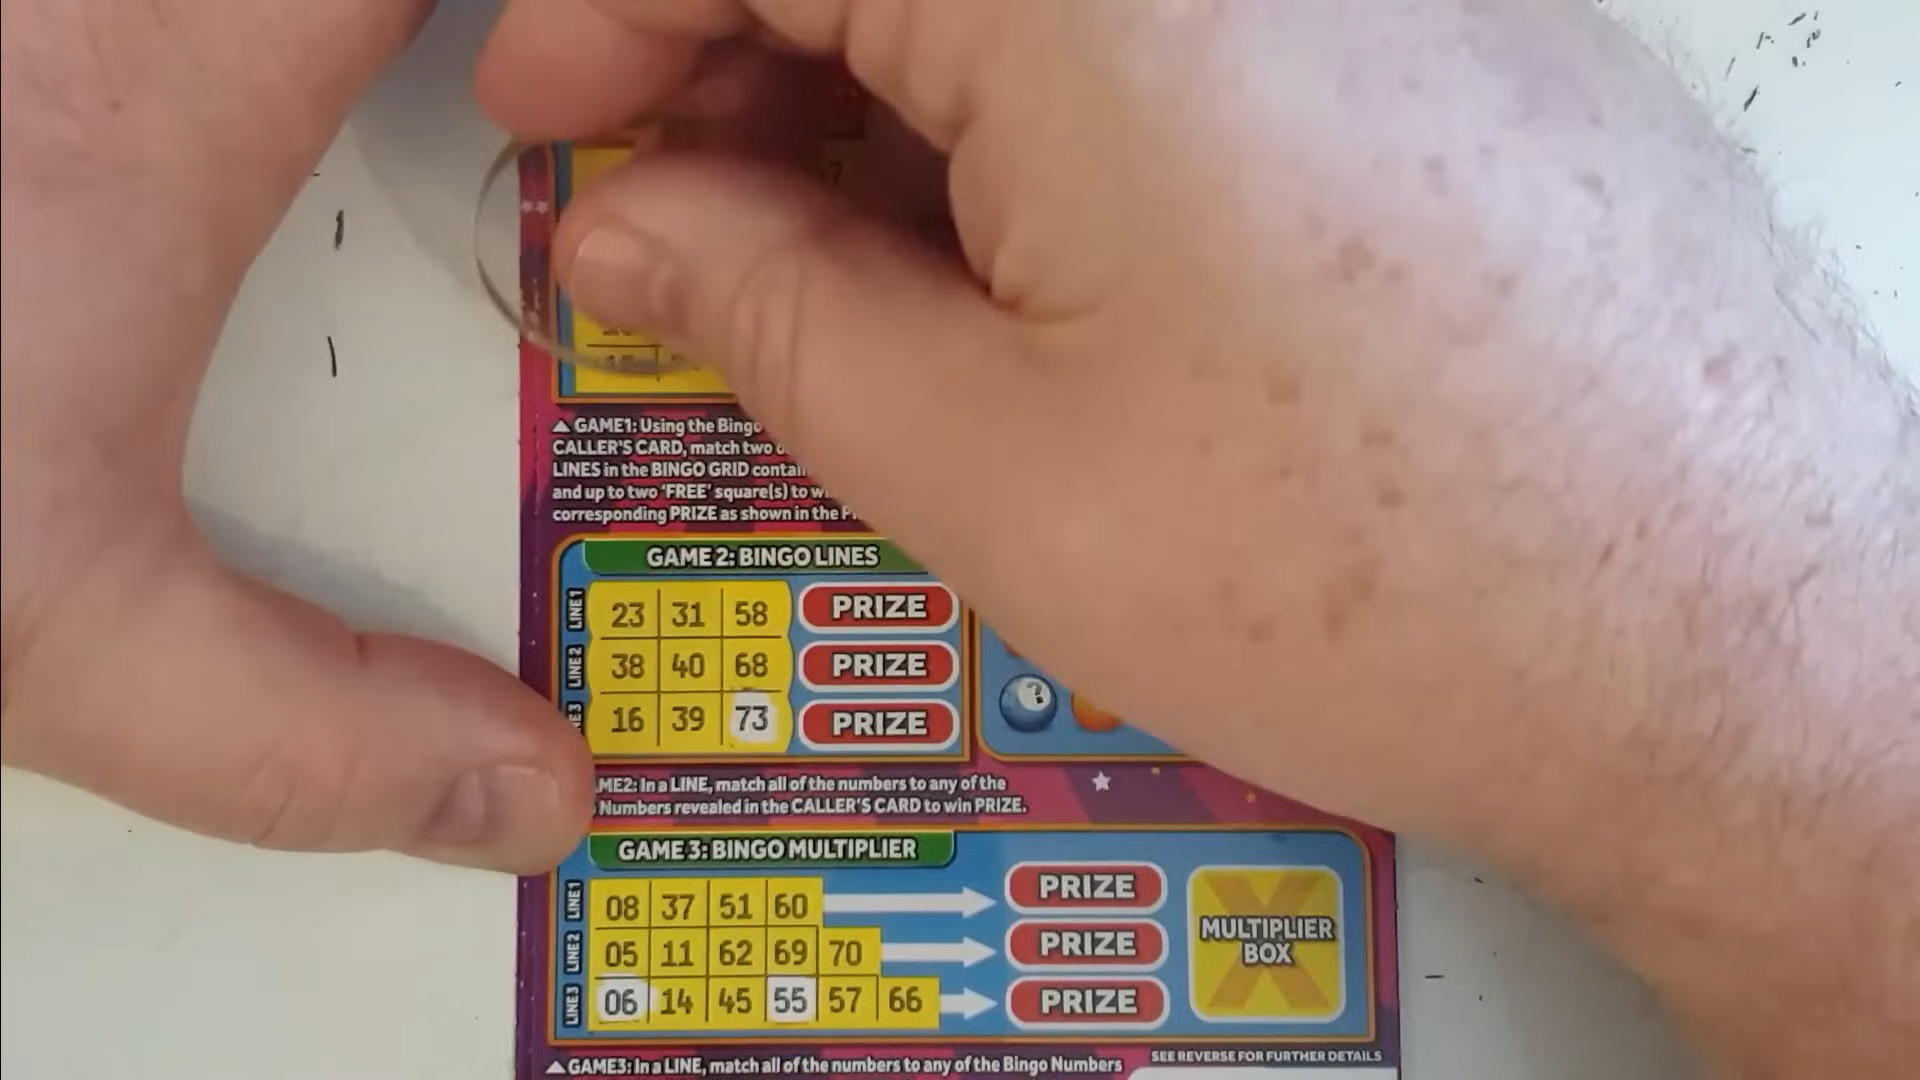 ▲ GAME1: Using the Bingo
CALLER'S CARD, match two
LINES in the BINGO GRID
and up to two 'FREE' square(s) to
corresponding PRIZE as shown in the
GAME 2: BINGO LINES
LINE 1 23 31 58 PRIZE
LINE 2 38 40 68 PRIZE
16 39 73 PRIZE
?
In a LINE, match all of the numbers to any of the
Numbers revealed in the CALLER'S CARD to win PRIZE.
GAME 3: BINGO MULTIPLIER
LINE 1 08 37 51 60 PRIZE
LINE 2 05 11 62 69 70 PRIZE
LINE 3 06 14 45 55 57 66 PRIZE
MULTIPLIER
BOX
SEE REVERSE FOR FURTHER DETAILS
▲ GAME3: In a LINE, match all of the numbers to any of the Bingo Numbers